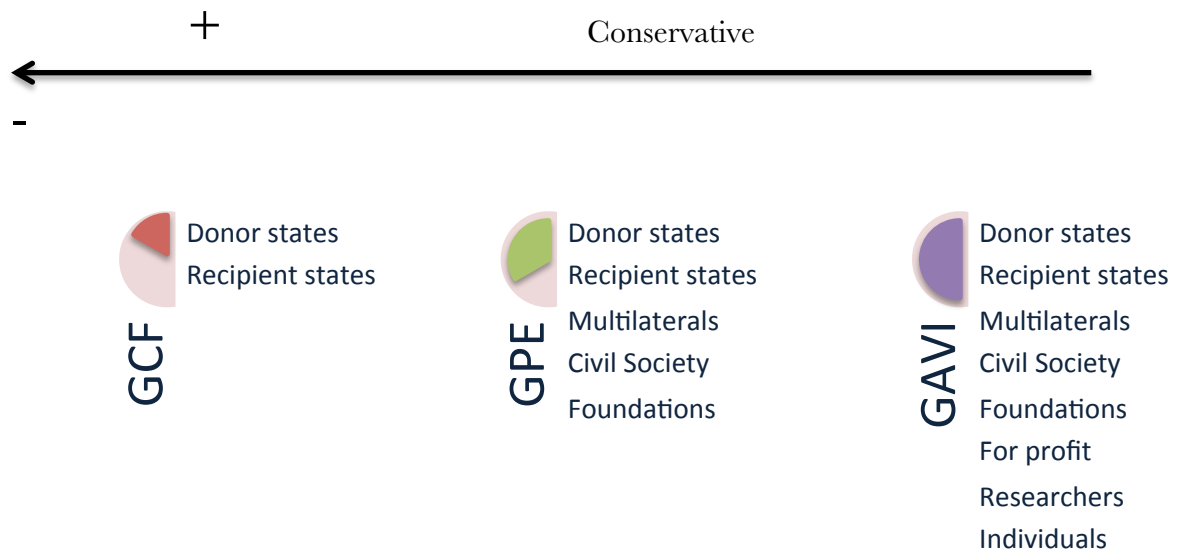 +
Conservative
-
GCF
Donor states
Recipient states
GPE
Donor states
Recipient states
Multilaterals
Civil Society
Foundations
GAVI
Donor states
Recipient states
Multilaterals
Civil Society
Foundations
For profit
Researchers
Individuals